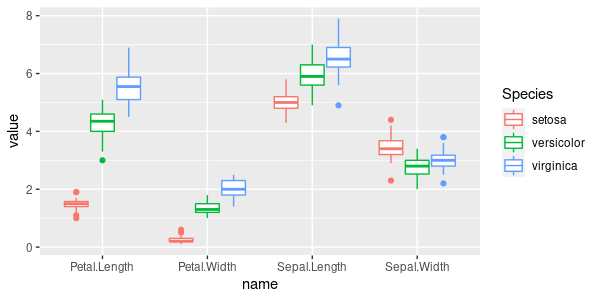 8
6
4
2
0
value
Petal.Length
Petal.Width
Sepal.Length
Sepal.Width
name
Species
setosa
versicolor
virginica